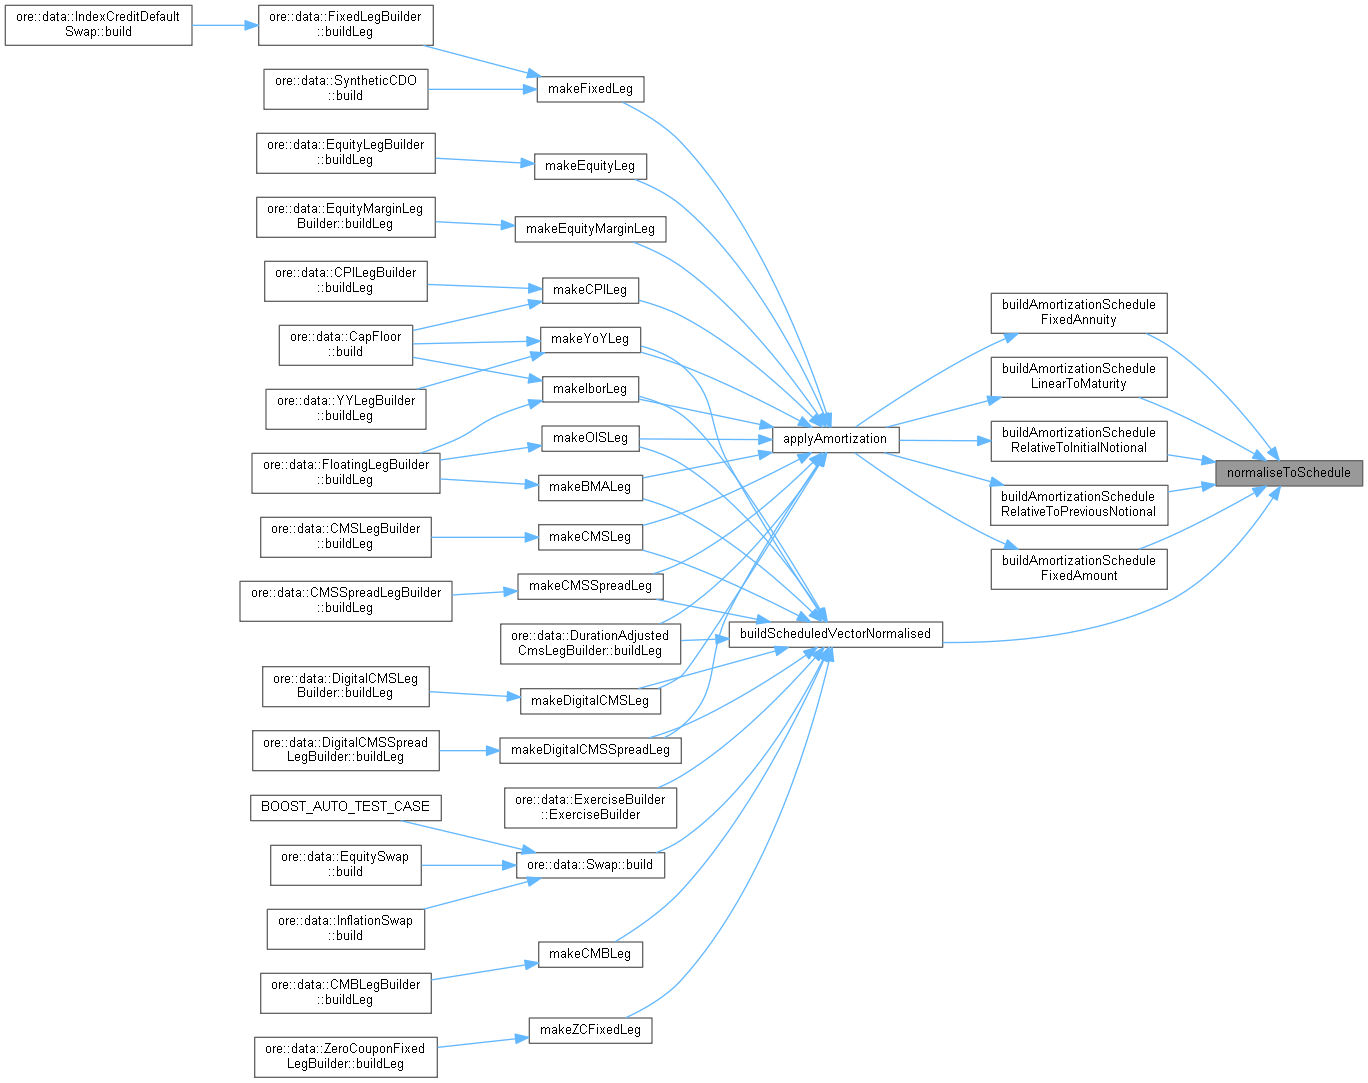 ore::data::IndexCreditDefault
Swap::build
ore::data::FixedLegBuilder
::buildLeg
ore::data::SyntheticCDO
::build
ore::data::EquityLegBuilder
::buildLeg
ore::data::EquityMarginLeg
Builder::buildLeg
ore::data::CPILegBuilder
::buildLeg
ore::data::CapFloor
::build
ore::data::YYLegBuilder
::buildLeg
ore::data::FloatingLegBuilder
::buildLeg
ore::data::CMSLegBuilder
::buildLeg
ore::data::CMSSpreadLegBuilder
::buildLeg
ore::data::DigitalCMSLeg
Builder::buildLeg
ore::data::DigitalCMSSpread
LegBuilder::buildLeg
BOOST_AUTO_TEST_CASE
ore::data::EquitySwap
::build
ore::data::InflationSwap
::build
ore::data::CMBLegBuilder
::buildLeg
ore::data::ZeroCouponFixed
LegBuilder::buildLeg
makeFixedLeg
makeEquityLeg
makeEquityMarginLeg
makeCPILeg
makeYoYLeg
makeIborLeg
makeOISLeg
makeBMALeg
makeCMSLeg
makeCMSSpreadLeg
ore::data::DurationAdjusted
CmsLegBuilder::buildLeg
makeDigitalCMSLeg
makeDigitalCMSSpreadLeg
ore::data::ExerciseBuilder
::ExerciseBuilder
ore::data::Swap::build
makeCMBLeg
makeZCFixedLeg
applyAmortization
buildScheduledVectorNormalised
buildAmortizationSchedule
FixedAnnuity
buildAmortizationSchedule
LinearToMaturity
buildAmortizationSchedule
RelativeToInitialNotional
buildAmortizationSchedule
RelativeToPreviousNotional
buildAmortizationSchedule
FixedAmount
normaliseToSchedule